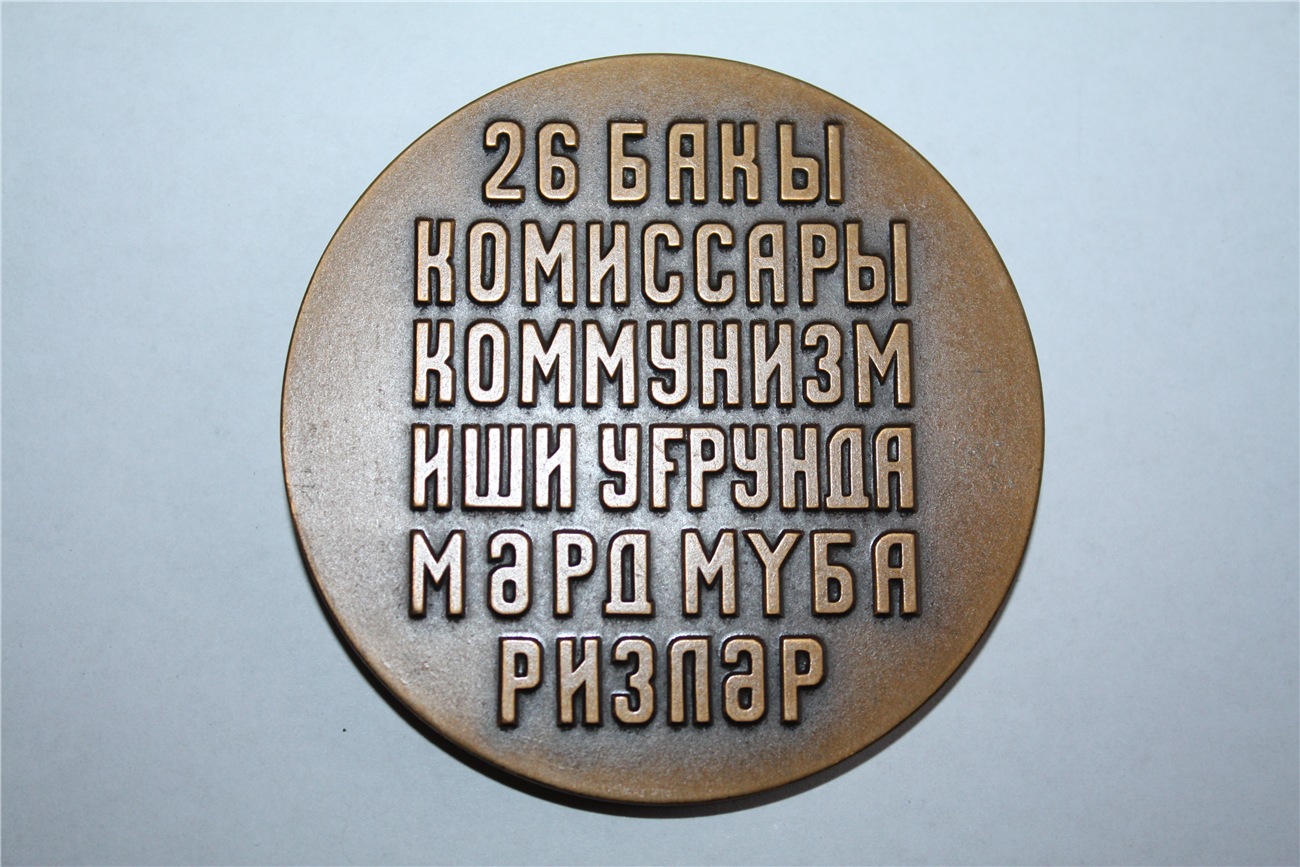 26 БАКЫ
КОМИССАРЫ
КОММУНИЗМ
ИШИ УҒРУНДА
МӘРД МҮБА
РИЗЛӘР